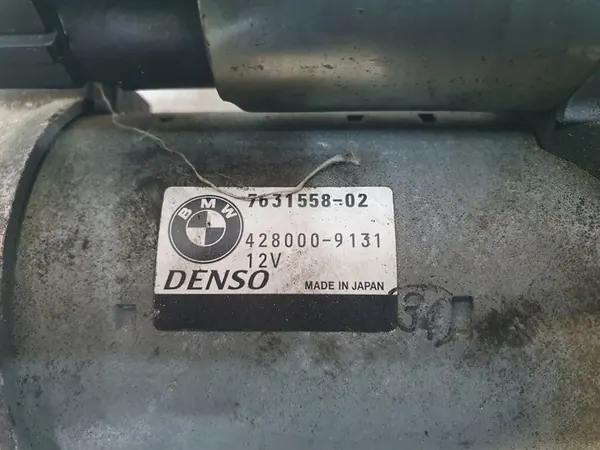 7631558-02
BMW
428000-9131
12V
DENSO
MADE IN JAPAN